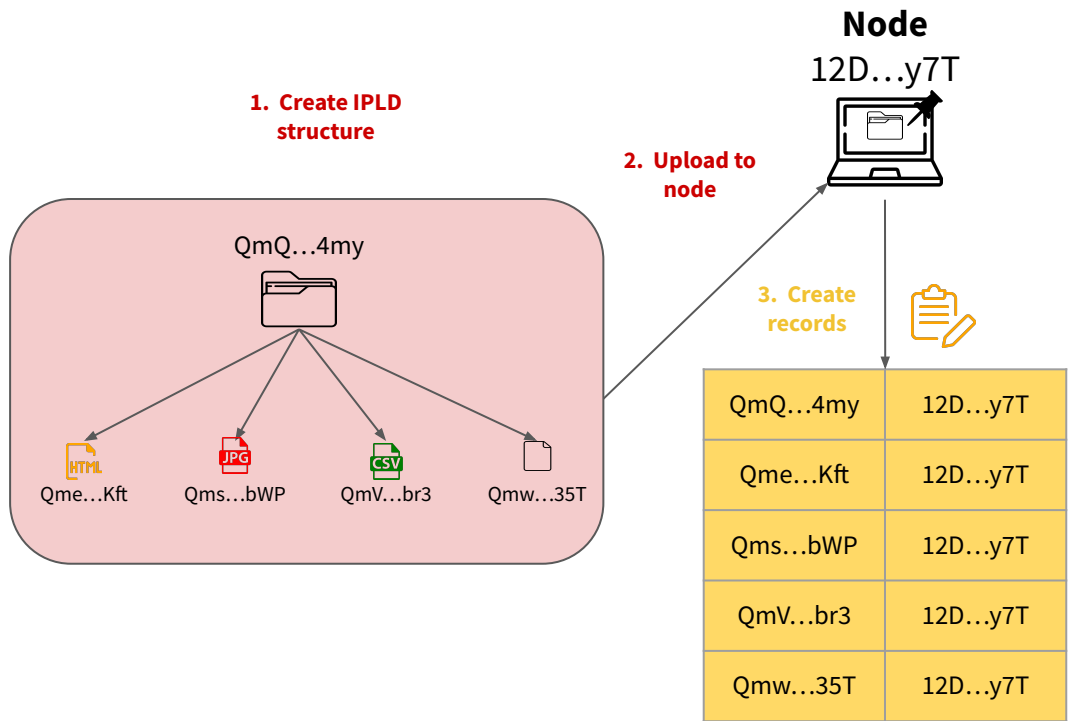 Node
12D…y7T
1. Create IPLD
structure
2. Upload to
node
QmQ…4my
HTML
JPG
CSV
Qme…Kft
Qms…bWP
QmV…br3
Qmw…35T
3. Create
records
QmQ…4my 12D…y7T
Qme…Kft 12D…y7T
Qms…bWP 12D…y7T
QmV…br3 12D…y7T
Qmw…35T 12D…y7T